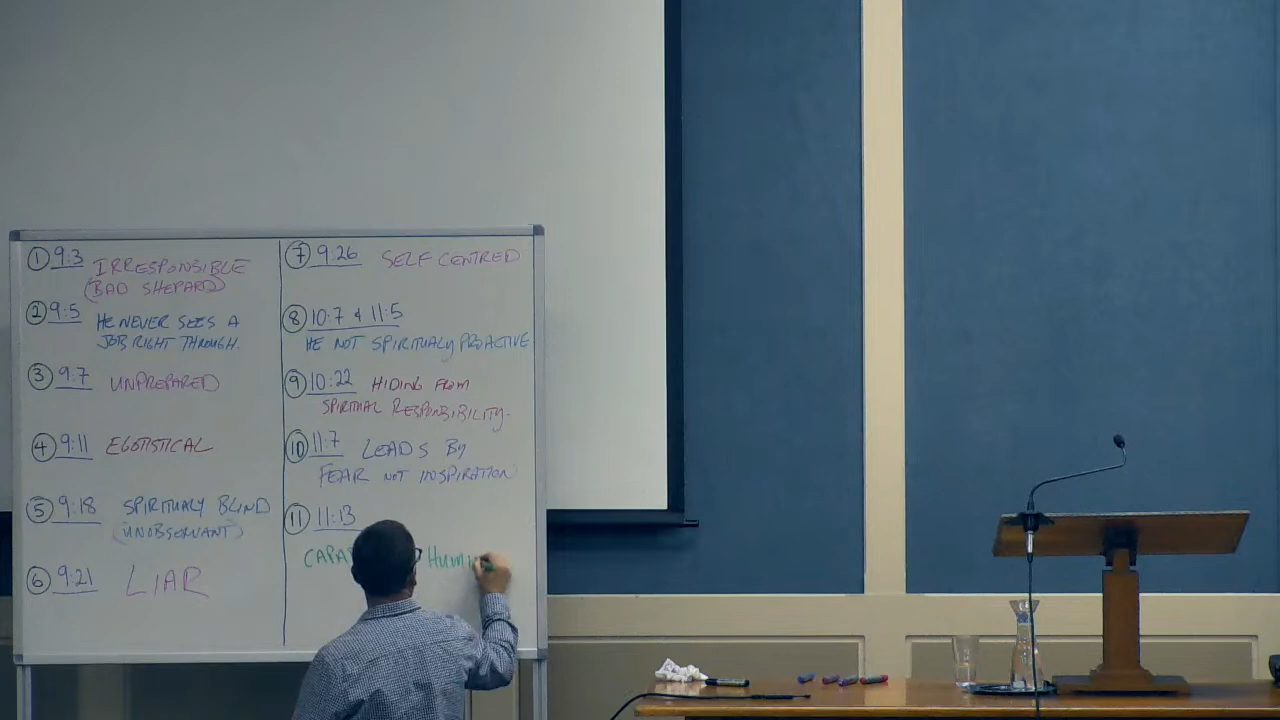 ① 9:3 IRRESPONSIBLE
(BAD SHEPARD)
② 9:5 HE NEVER SEES A
JOB RIGHT THROUGH.
③ 9:7 UNPREPARED
④ 9:11 EGOTISTICAL
⑤ 9:18 SPIRITUALY BLIND
(UNOBSERVANT)
⑥ 9:21 LIAR
⑦ 9:26 SELF CENTRED
⑧ 10:7 & 11:5
HE NOT SPIRITUALY PROACTIVE
⑨ 10:22 HIDING FROM
SPIRITUAL RESPONSIBILITY.
⑩ 11:7 LEADS BY
FEAR NOT INSPIRATION
⑪ 11:13